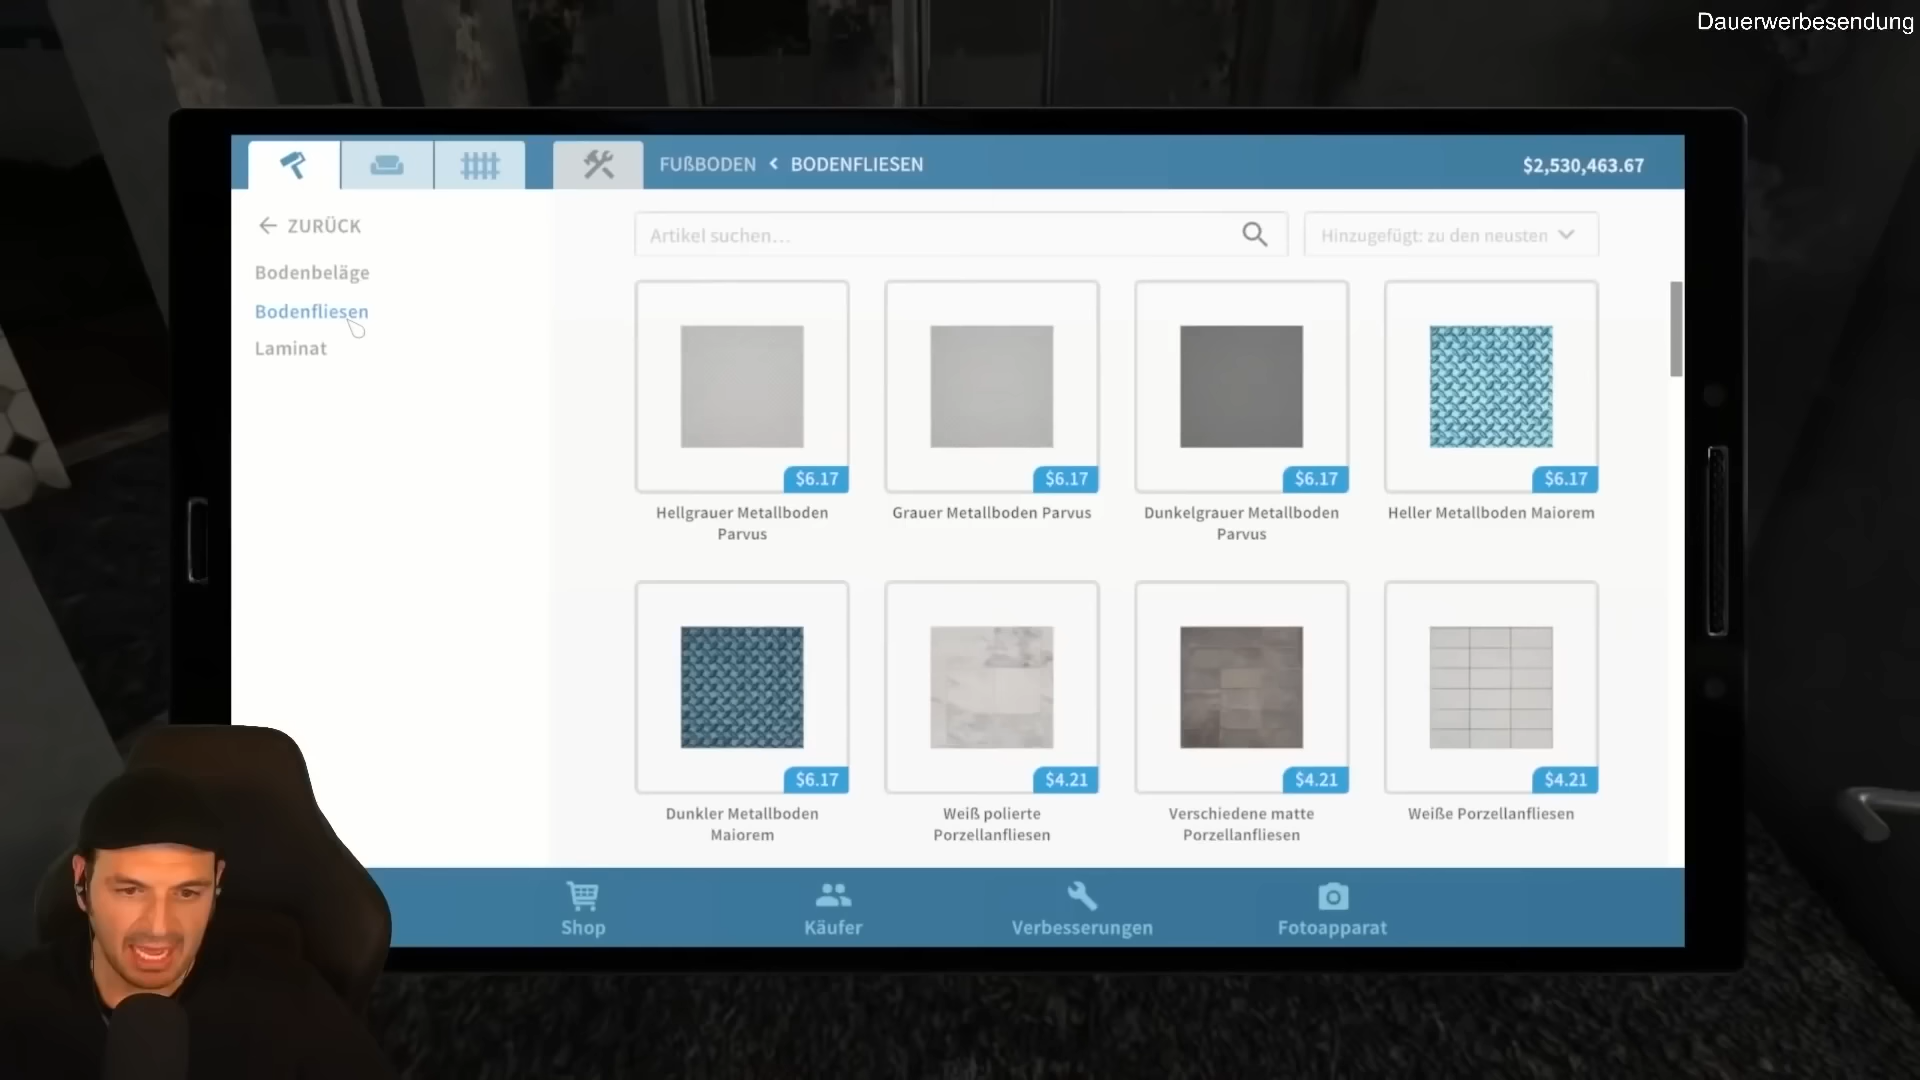 Dauerwerbesendung
FUßBODEN < BODENFLIESEN
$2,530,463.67
← ZURÜCK
Bodenbeläge
Bodenfliesen
Laminat
Artikel suchen...
Hinzugefügt: zu den neusten
$6.17
$6.17
$6.17
$6.17
Hellgrauer Metallboden
Parvus
Grauer Metallboden Parvus
Dunkelgrauer Metallboden
Parvus
Heller Metallboden Maiorem
$6.17
$4.21
$4.21
$4.21
Dunkler Metallboden
Maiorem
Weiß polierte
Porzellanfliesen
Verschiedene matte
Porzellanfliesen
Weiße Porzellanfliesen
Shop
Käufer
Verbesserungen
Fotoapparat